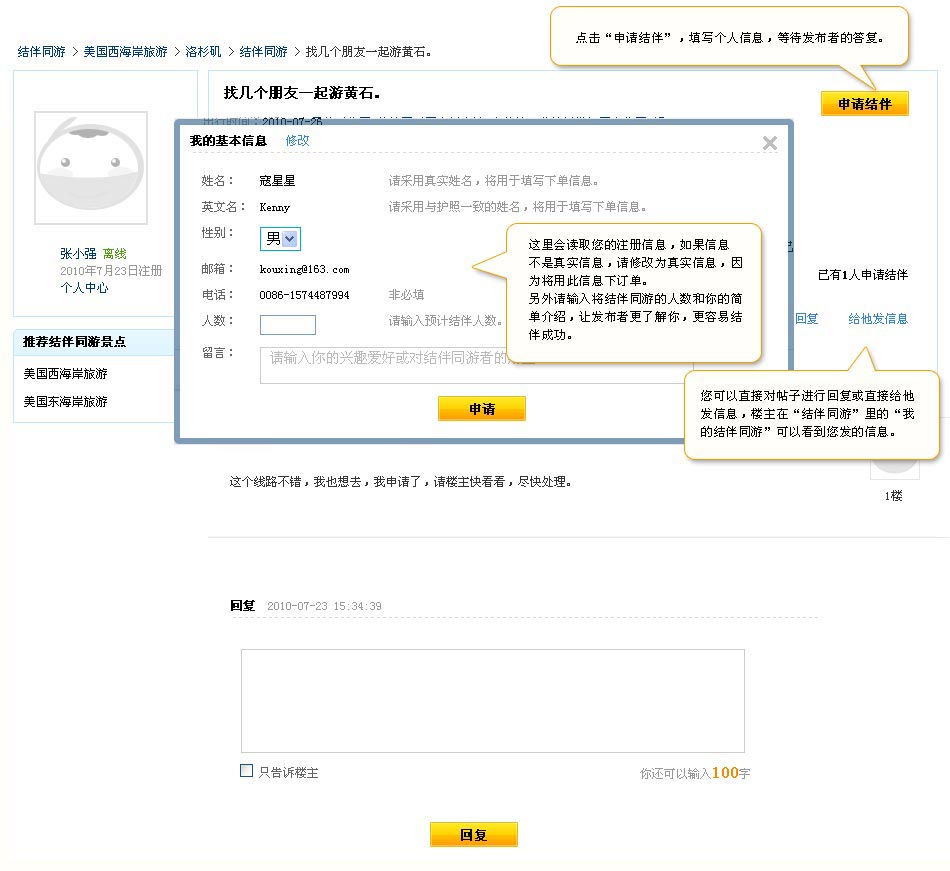 点击“申请结伴”，填写个人信息，等待发布者的答复。
结伴同游 > 美国西海岸旅游 > 洛杉矶 > 结伴同游 > 找几个朋友一起游黄石。
找几个朋友一起游黄石。
申请结伴
出行时间：2010-07-26
张小强 离线
2010年7月23日注册
个人中心
推荐结伴同游景点
美国西海岸旅游
美国东海岸旅游
我的基本信息 修改
姓名： 寇星星 请采用真实姓名，将用于填写下单信息。
英文名： Kenny 请采用与护照一致的姓名，将用于填写下单信息。
性别： 男
邮箱： kouxing@163.com
电话： 0086-1574487994 非必填
人数： 请输入预计结伴人数。
留言： 请输入你的兴趣爱好或对结伴同游者的
申请
这里会读取您的注册信息，如果信息
不是真实信息，请修改为真实信息，因
为将用此信息下订单。
另外请输入将结伴同游的人数和你的简
单介绍，让发布者更了解你，更容易结
伴成功。
已有1人申请结伴
回复 给他发信息
您可以直接对帖子进行回复或直接给他
发信息，楼主在“结伴同游”里的“我
的结伴同游”可以看到您发的信息。
这个线路不错，我也想去，我申请了，请楼主快看看，尽快处理。
1楼
回复 2010-07-23 15:34:39
只告诉楼主 你还可以输入100字
回复